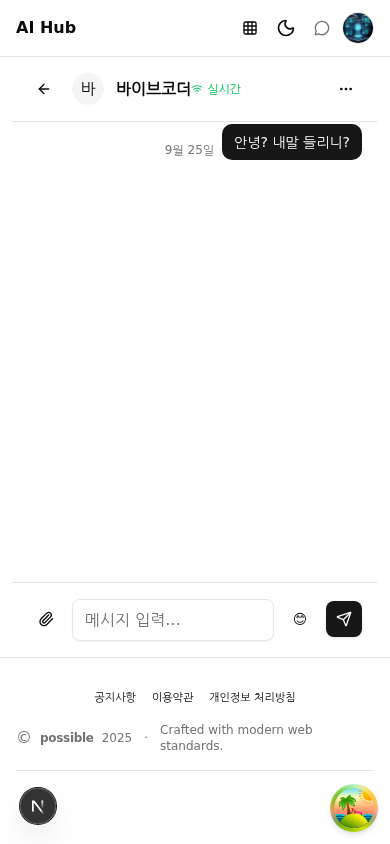 AI Hub
바
바이브코더 실시간
안녕? 내말 들리니?
9월 25일
메시지 입력...
공지사항 이용약관 개인정보 처리방침
© possible 2025 · Crafted with modern web
standards.
N